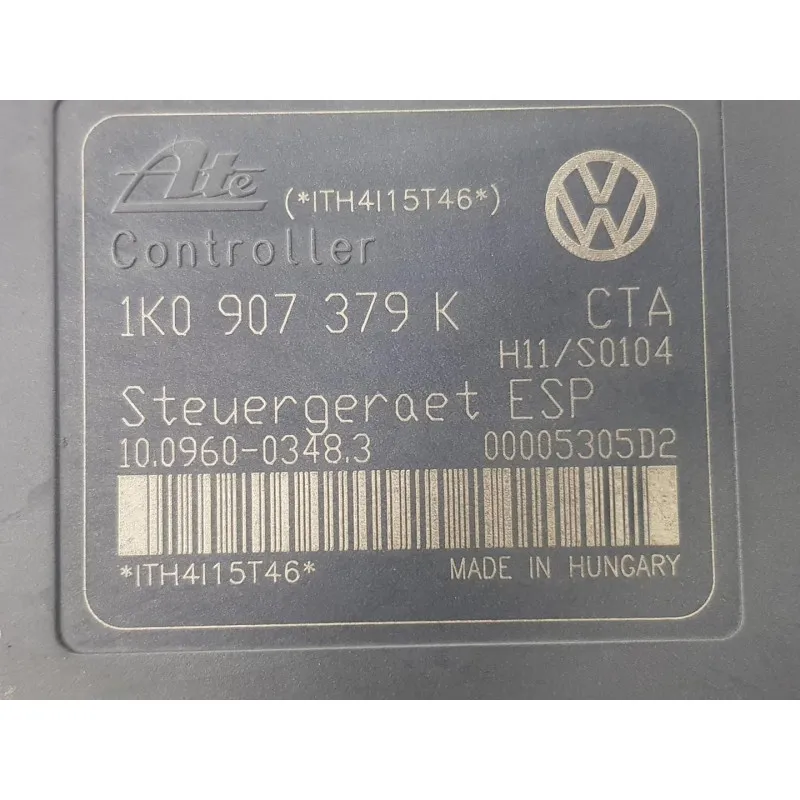 Ate (*ITH4I15T46*)
VW
Controller
1K0 907 379 K CTA
H11/S0104
Steuergeraet ESP
10.0960-0348.3 00005305D2
*ITH4I15T46* MADE IN HUNGARY